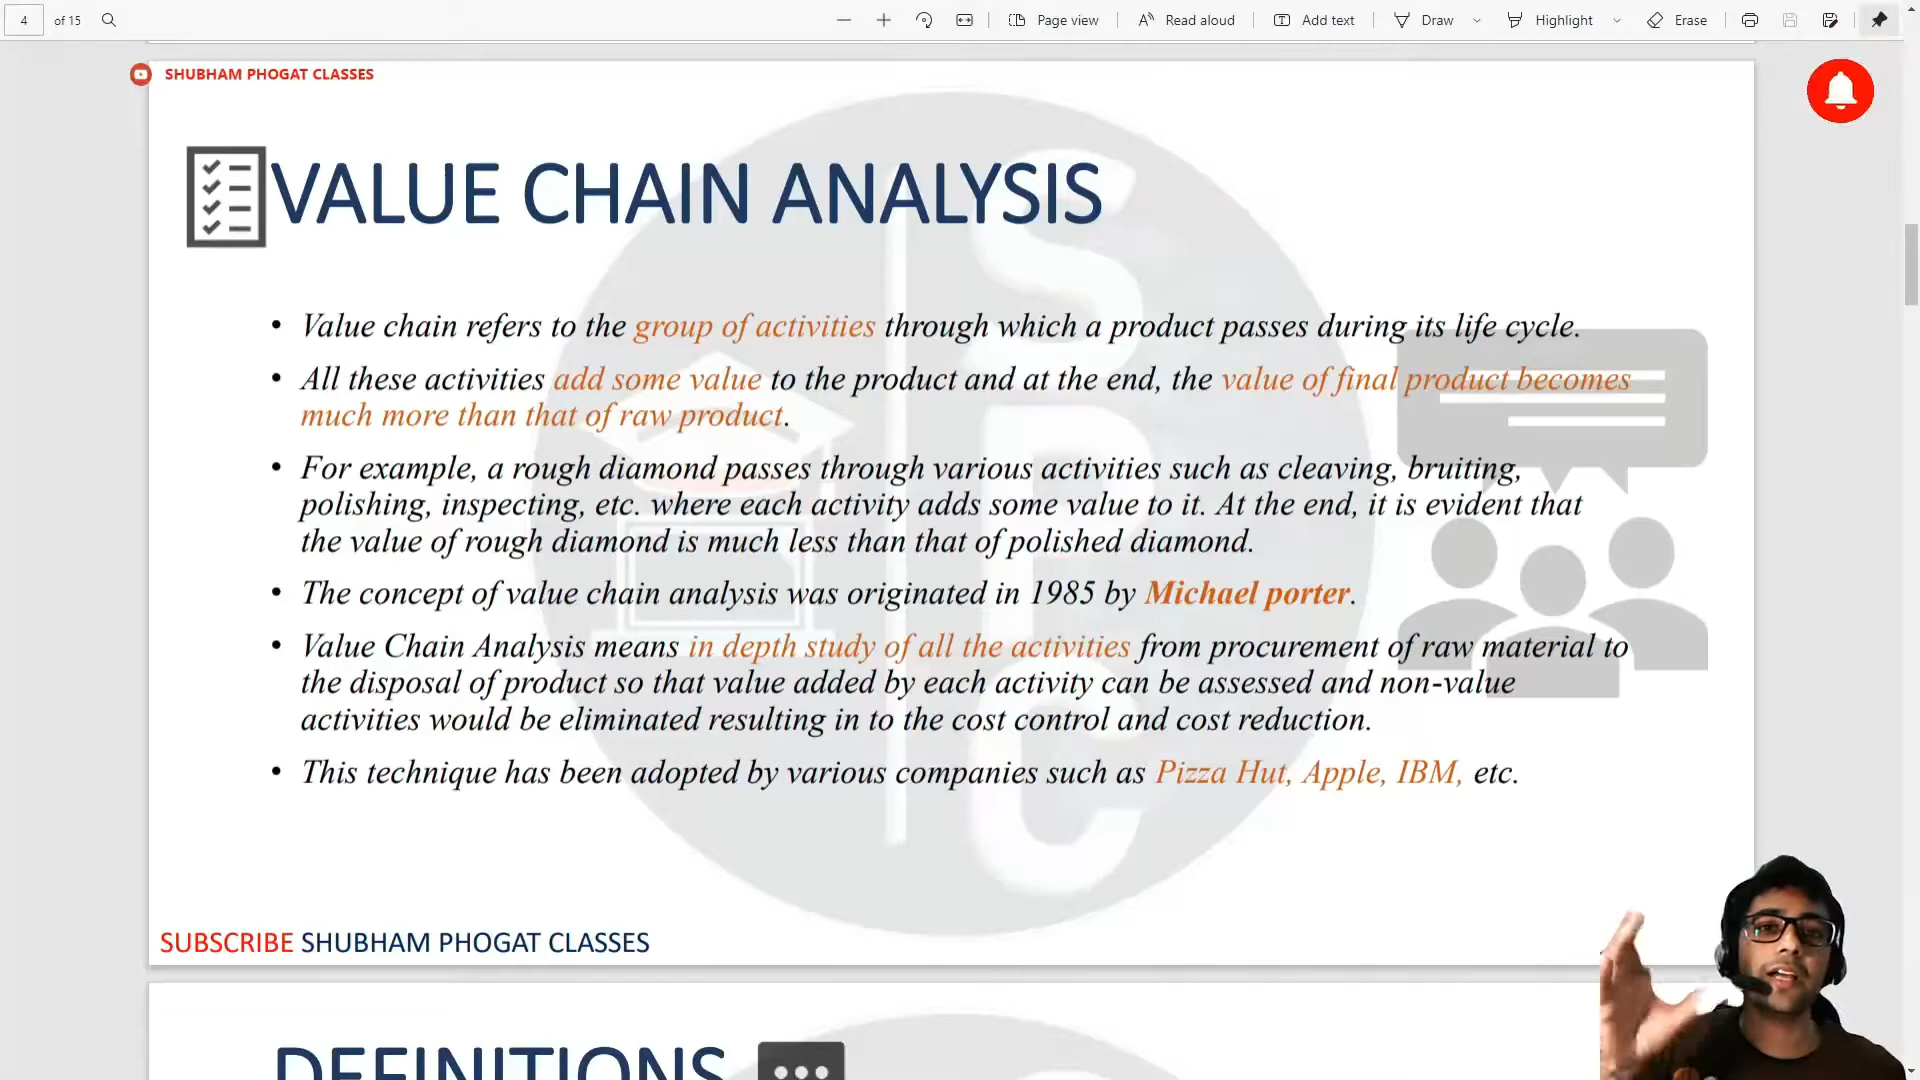 4 of 15 Page view Read aloud Add text Draw Highlight Erase
SHUBHAM PHOGAT CLASSES
VALUE CHAIN ANALYSIS
• Value chain refers to the group of activities through which a product passes during its life cycle.
• All these activities add some value to the product and at the end, the value of final product becomes
much more than that of raw product.
• For example, a rough diamond passes through various activities such as cleaving, bruiting,
polishing, inspecting, etc. where each activity adds some value to it. At the end, it is evident that
the value of rough diamond is much less than that of polished diamond.
• The concept of value chain analysis was originated in 1985 by Michael porter.
• Value Chain Analysis means in depth study of all the activities from procurement of raw material to
the disposal of product so that value added by each activity can be assessed and non-value
activities would be eliminated resulting in to the cost control and cost reduction.
• This technique has been adopted by various companies such as Pizza Hut, Apple, IBM, etc.
S
P
C
SUBSCRIBE SHUBHAM PHOGAT CLASSES
DEFINITIONS